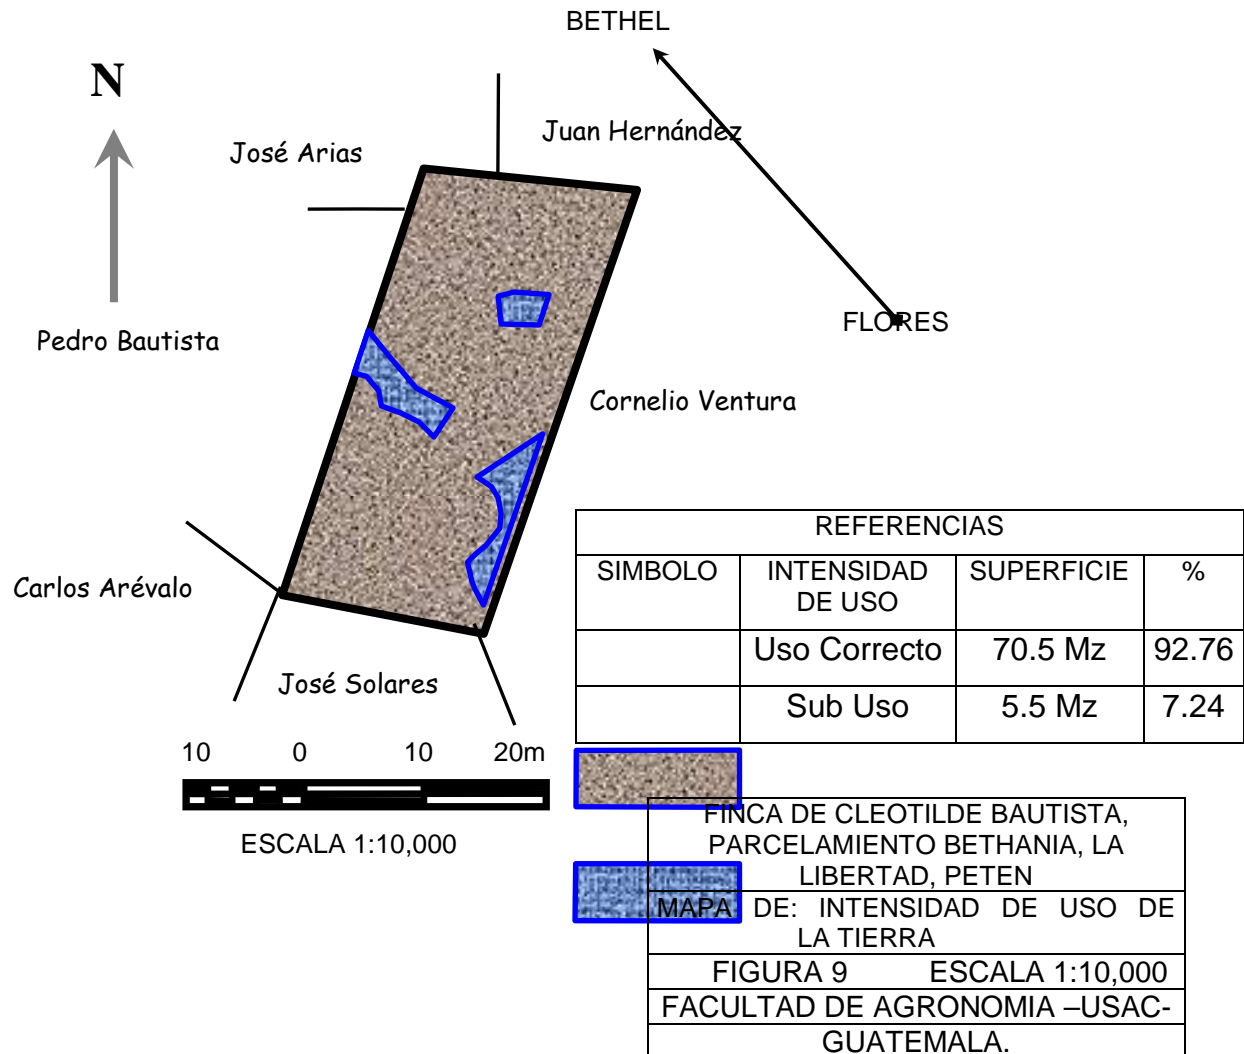 BETHEL
N
Juan Hernández
José Arias
FLORES
Pedro Bautista
Cornelio Ventura
Carlos Arévalo
José Solares
REFERENCIAS
SIMBOLO INTENSIDAD DE USO SUPERFICIE %
Uso Correcto 70.5 Mz 92.76
Sub Uso 5.5 Mz 7.24
10 0 10 20m
ESCALA 1:10,000
FINCA DE CLEOTILDE BAUTISTA,
PARCELAMIENTO BETHANIA, LA
LIBERTAD, PETEN
MAPA DE: INTENSIDAD DE USO DE
LA TIERRA
FIGURA 9 ESCALA 1:10,000
FACULTAD DE AGRONOMIA –USAC-
GUATEMALA.